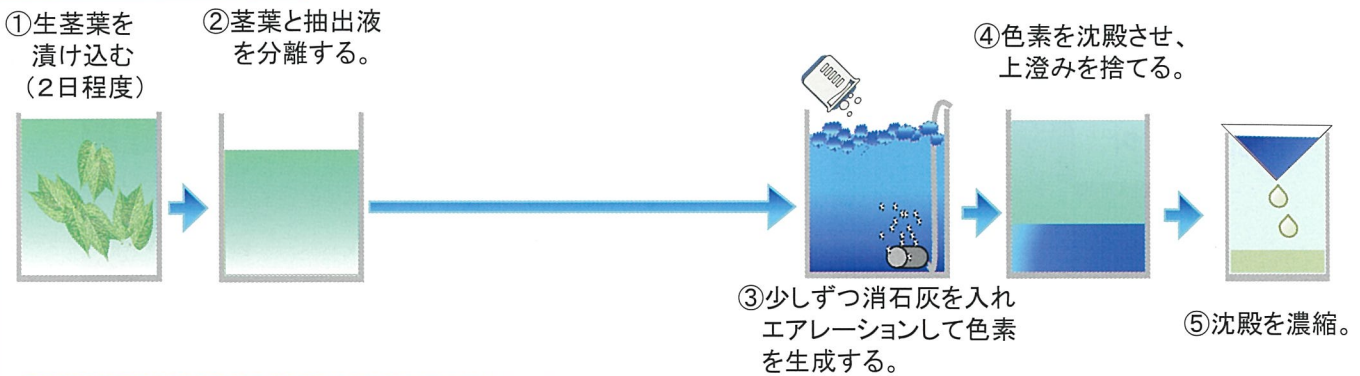 ①生茎葉を
漬け込む
（２日程度）
②茎葉と抽出液
を分離する。
③少しずつ消石灰を入れ
エアレーションして色素
を生成する。
④色素を沈殿させ、
上澄みを捨てる。
⑤沈殿を濃縮。